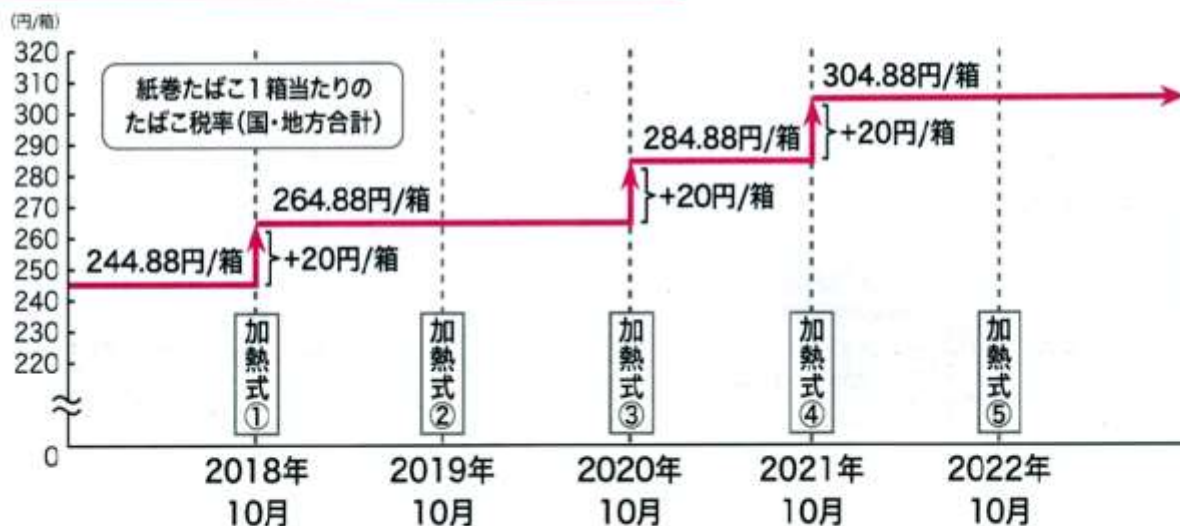 (円/箱)
320
310
300
290
280
270
260
250
240
230
220
0
紙巻たばこ1箱当たりの
たばこ税率(国・地方合計)
244.88円/箱
+20円/箱
264.88円/箱
+20円/箱
284.88円/箱
+20円/箱
304.88円/箱
加熱式①
加熱式②
加熱式③
加熱式④
加熱式⑤
2018年
10月
2019年
10月
2020年
10月
2021年
10月
2022年
10月